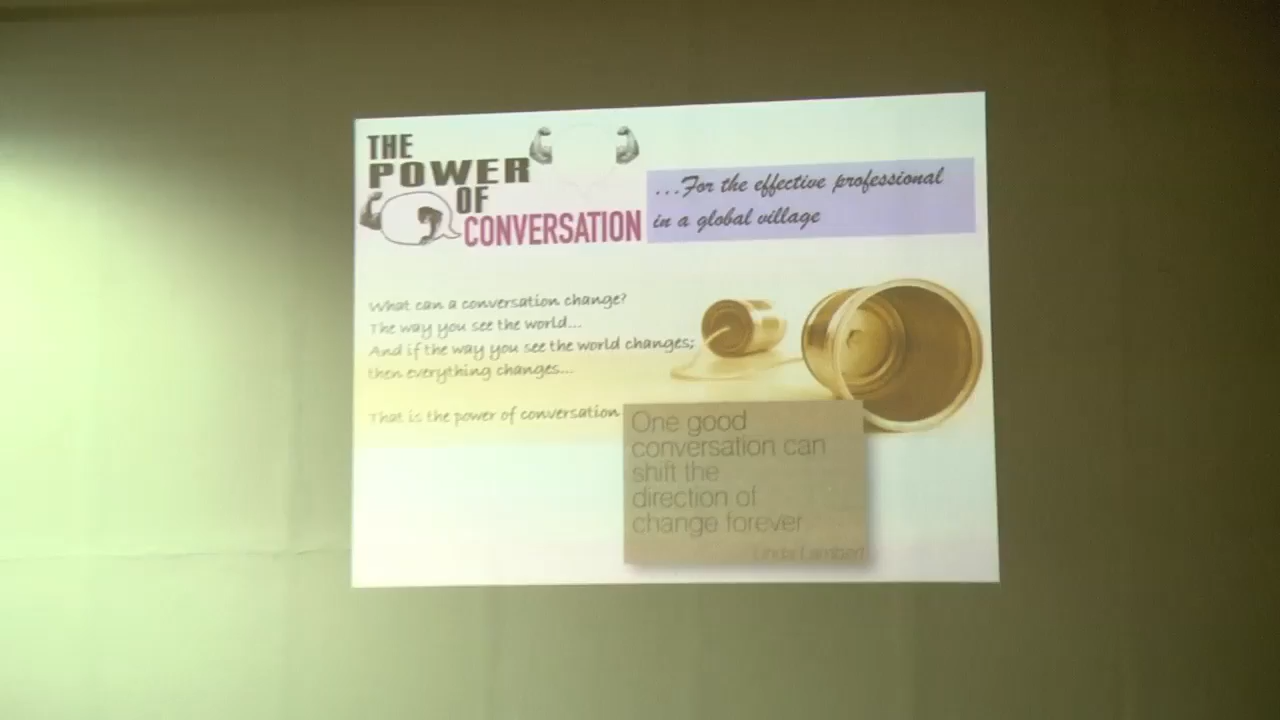 THE
POWER
OF
CONVERSATION
...For the effective professional
in a global village
What can a conversation change?
The way you see the world...
And if the way you see the world changes;
then everything changes...
That is the power of conversation
One good
conversation can
shift the
direction of
change forever
Linda Lambert